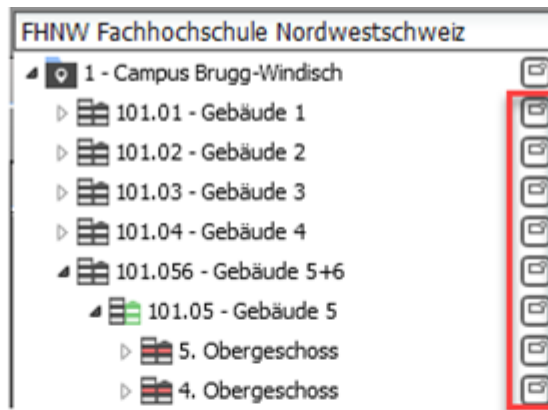 FHNW Fachhochschule Nordwestschweiz
1 - Campus Brugg-Windisch
101.01 - Gebäude 1
101.02 - Gebäude 2
101.03 - Gebäude 3
101.04 - Gebäude 4
101.056 - Gebäude 5+6
101.05 - Gebäude 5
5. Obergeschoss
4. Obergeschoss